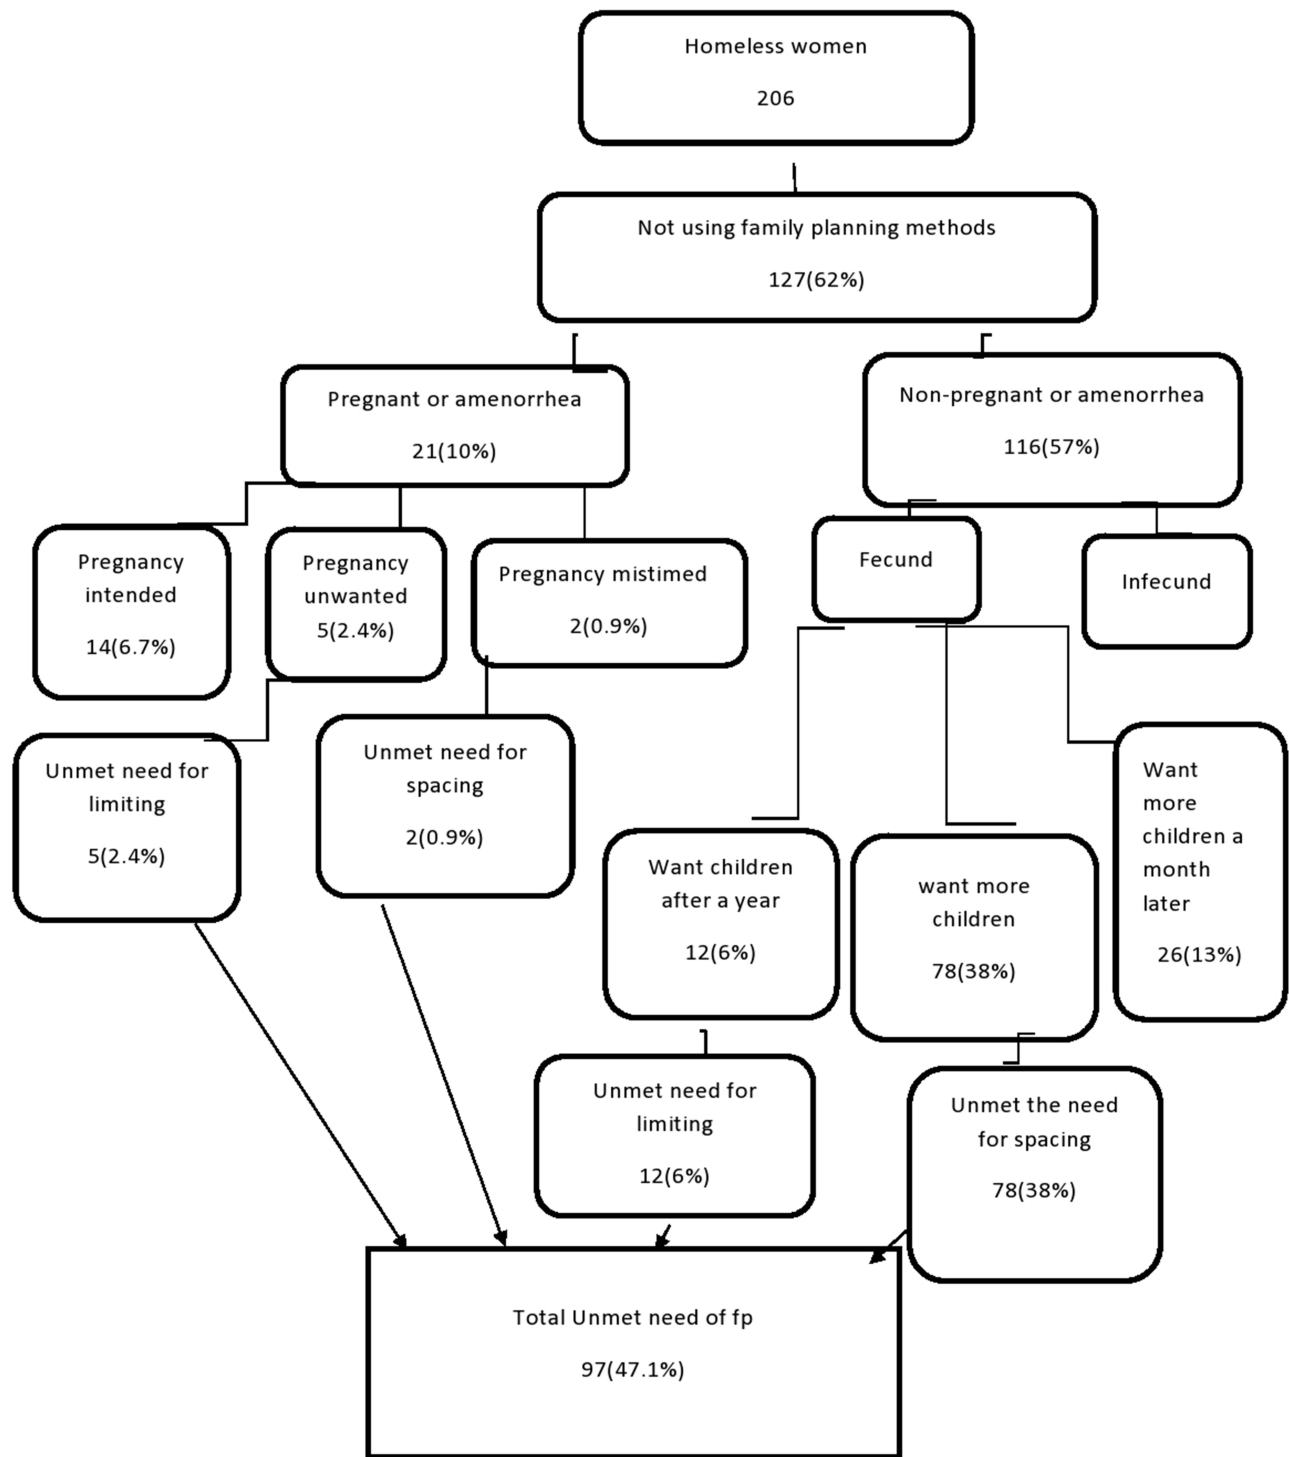 Homeless women
206
Not using family planning methods
127(62%)
Pregnant or amenorrhea
21(10%)
Non-pregnant or amenorrhea
116(57%)
Pregnancy
intended
14(6.7%)
Pregnancy
unwanted
5(2.4%)
Pregnancy mistimed
2(0.9%)
Fecund
Infecund
Unmet need for
limiting
5(2.4%)
Unmet need for
spacing
2(0.9%)
Want children
after a year
12(6%)
want more
children
78(38%)
Want
more
children a
month
later
26(13%)
Unmet need for
limiting
12(6%)
Unmet the need
for spacing
78(38%)
Total Unmet need of fp
97(47.1%)